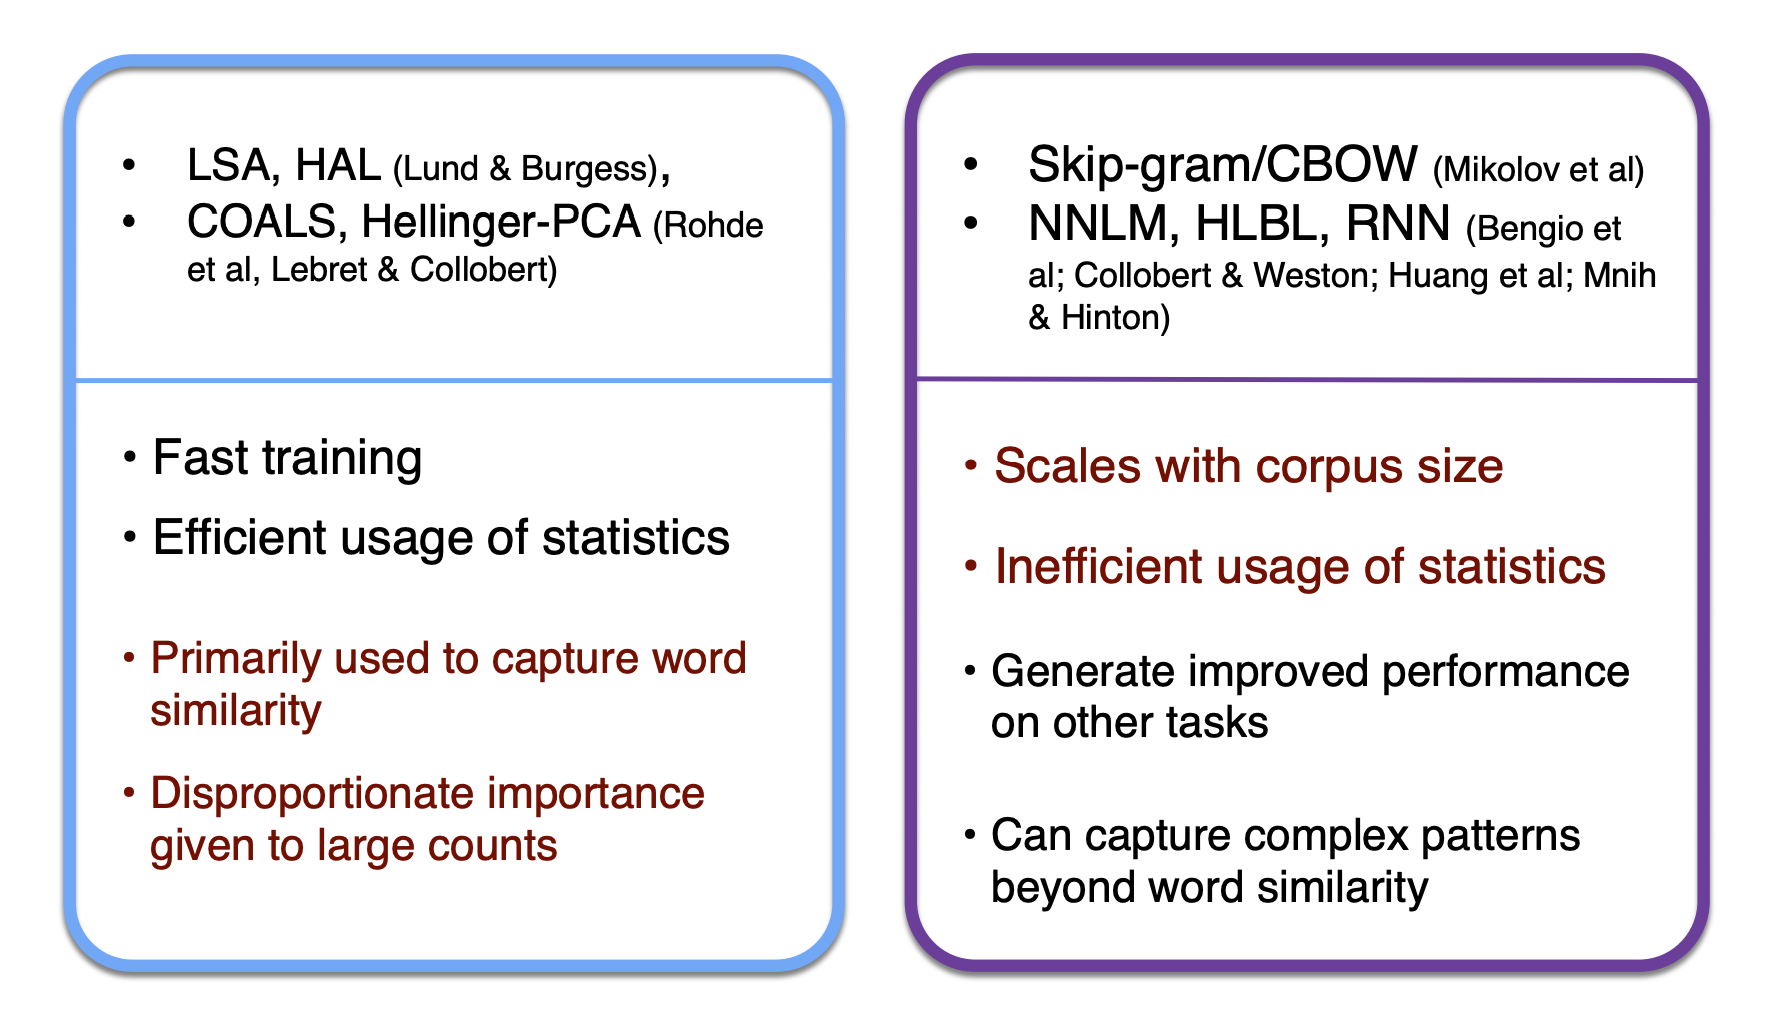 • LSA, HAL (Lund & Burgess),
• COALS, Hellinger-PCA (Rohde
et al, Lebret & Collobert)
• Fast training
• Efficient usage of statistics
• Primarily used to capture word
similarity
• Disproportionate importance
given to large counts
• Skip-gram/CBOW (Mikolov et al)
• NNLM, HLBL, RNN (Bengio et
al; Collobert & Weston; Huang et al; Mnih
& Hinton)
• Scales with corpus size
• Inefficient usage of statistics
• Generate improved performance
on other tasks
• Can capture complex patterns
beyond word similarity